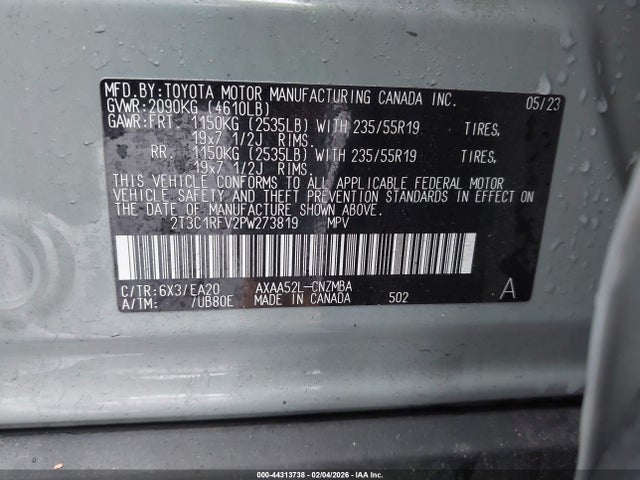 MFD.BY:TOYOTA MOTOR MANUFACTURING CANADA INC. 05/23
GVWR:2090KG (4610LB)
GAWR:FRT. 1150KG (2535LB) WITH 235/55R19 TIRES,
19x7 1/2J RIMS.
RR. 1150KG (2535LB) WITH 235/55R19 TIRES,
19x7 1/2J RIMS.
THIS VEHICLE CONFORMS TO ALL APPLICABLE FEDERAL MOTOR
VEHICLE SAFETY AND THEFT PREVENTION STANDARDS IN EFFECT ON
THE DATE OF MANUFACTURE SHOWN ABOVE.
2T3C1RFV2PW273819 MPV
C/TR:6X3/EA20 AXAA52L-CNZMBA
A/TM: /UB80E MADE IN CANADA 502 A
000-44313738 - 02/04/2026 - IAA Inc.